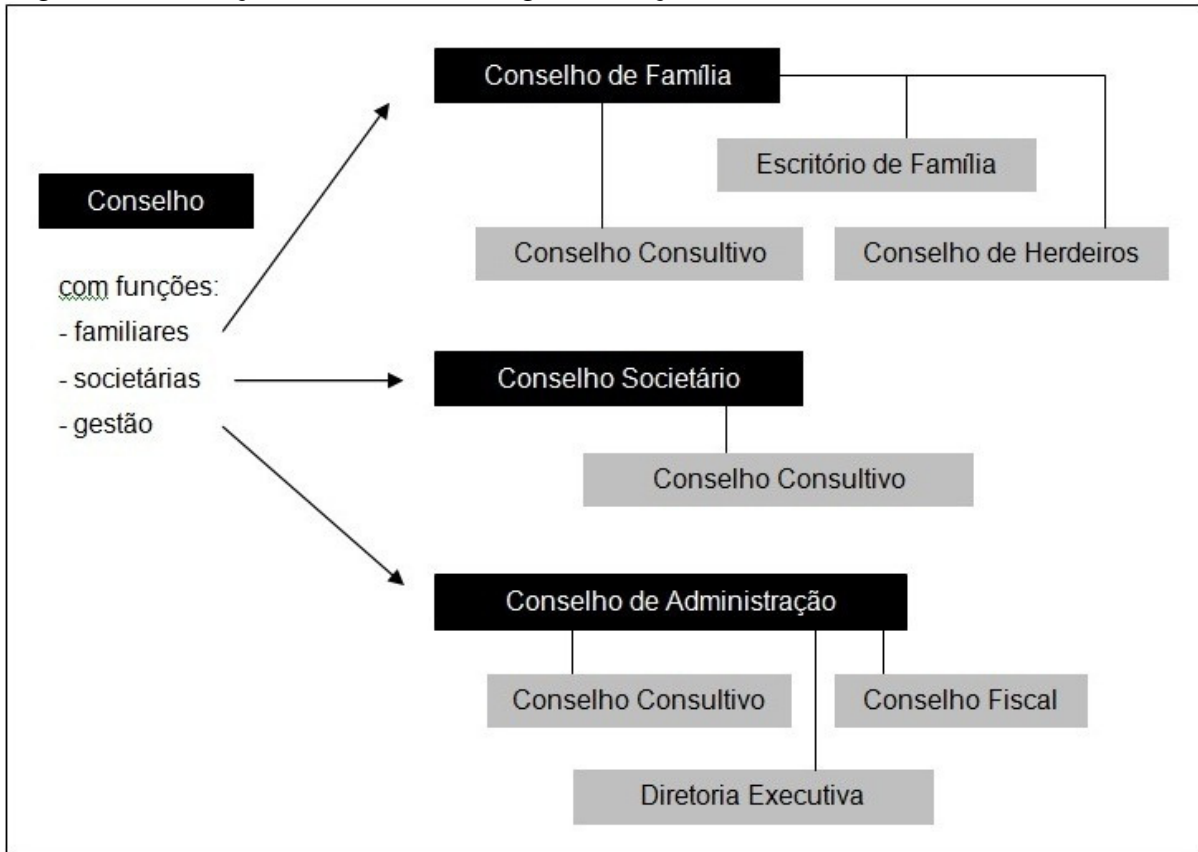 Conselho de Família
Escritório de Família
Conselho
Conselho Consultivo
Conselho de Herdeiros
com funções:
- familiares
- societárias
- gestão
Conselho Societário
Conselho Consultivo
Conselho de Administração
Conselho Consultivo
Conselho Fiscal
Diretoria Executiva